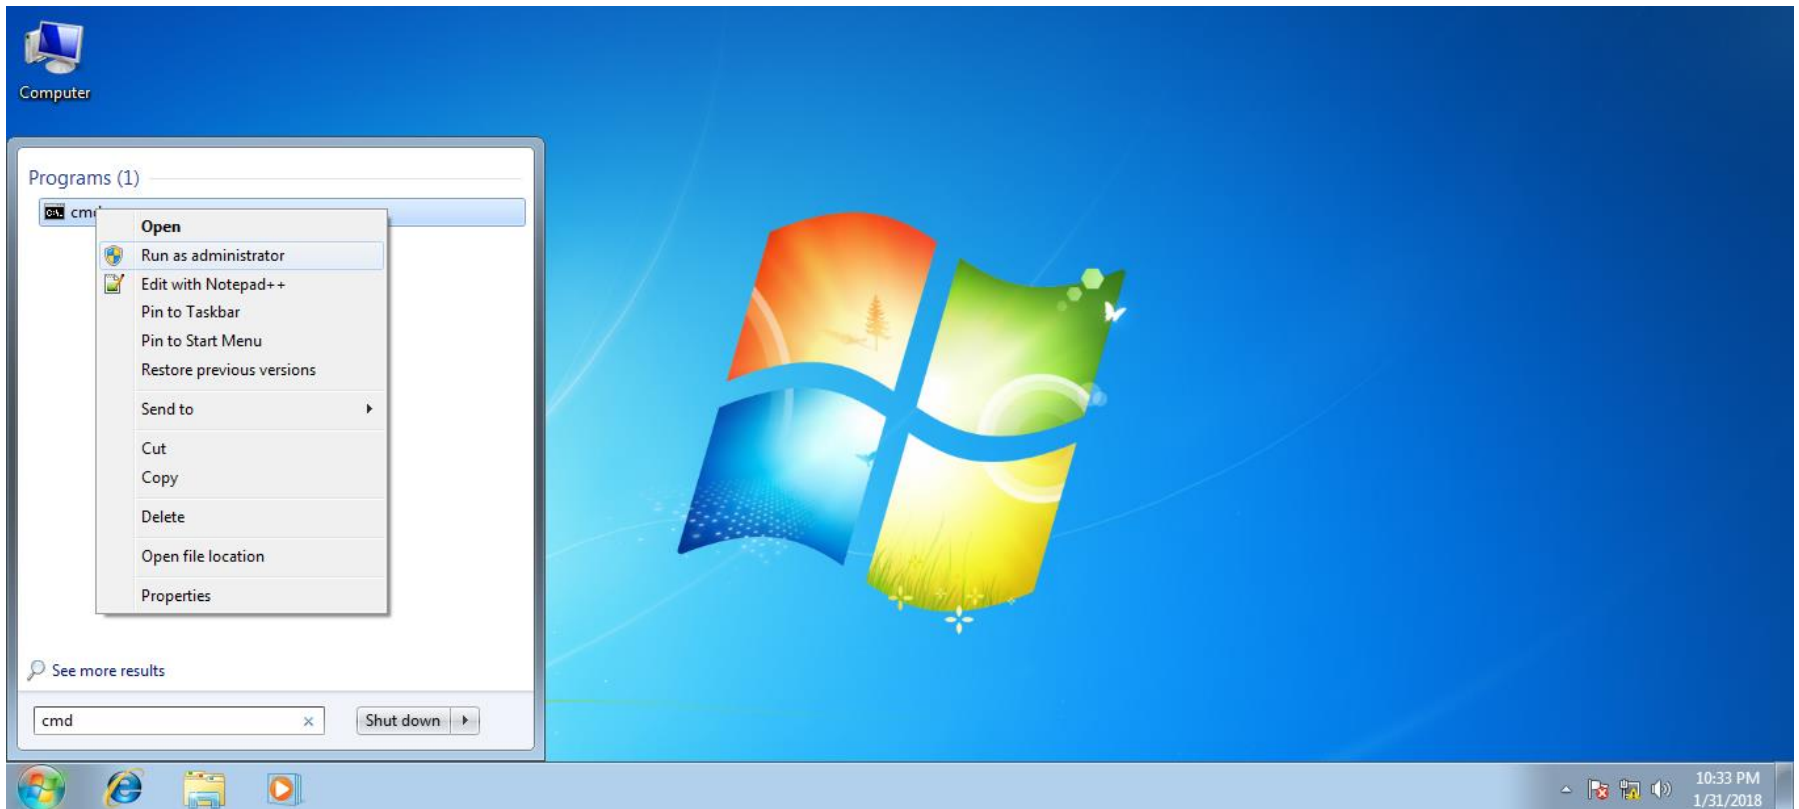 Computer
Programs (1)
Open
Run as administrator
Edit with Notepad++
Pin to Taskbar
Pin to Start Menu
Restore previous versions
Send to
Cut
Copy
Delete
Open file location
Properties
See more results
cmd
Shut down
10:33 PM
1/31/2018